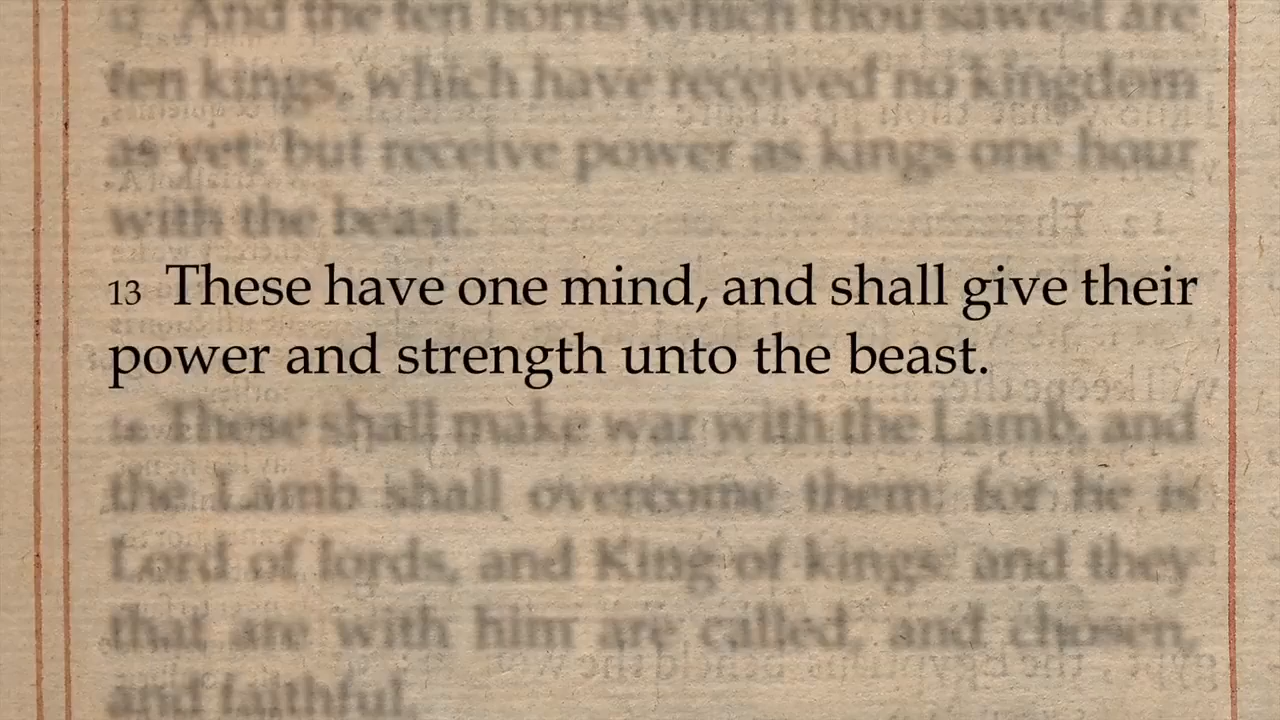 And the ten horns which thou sawest are
ten kings, which have received no kingdom
as yet; but receive power as kings one hour
with the beast.
13 These have one mind, and shall give their
power and strength unto the beast.
These shall make war with the Lamb, and
the Lamb shall overcome them: for he is
Lord of lords, and King of kings: and they
that are with him are called, and chosen,
and faithful.